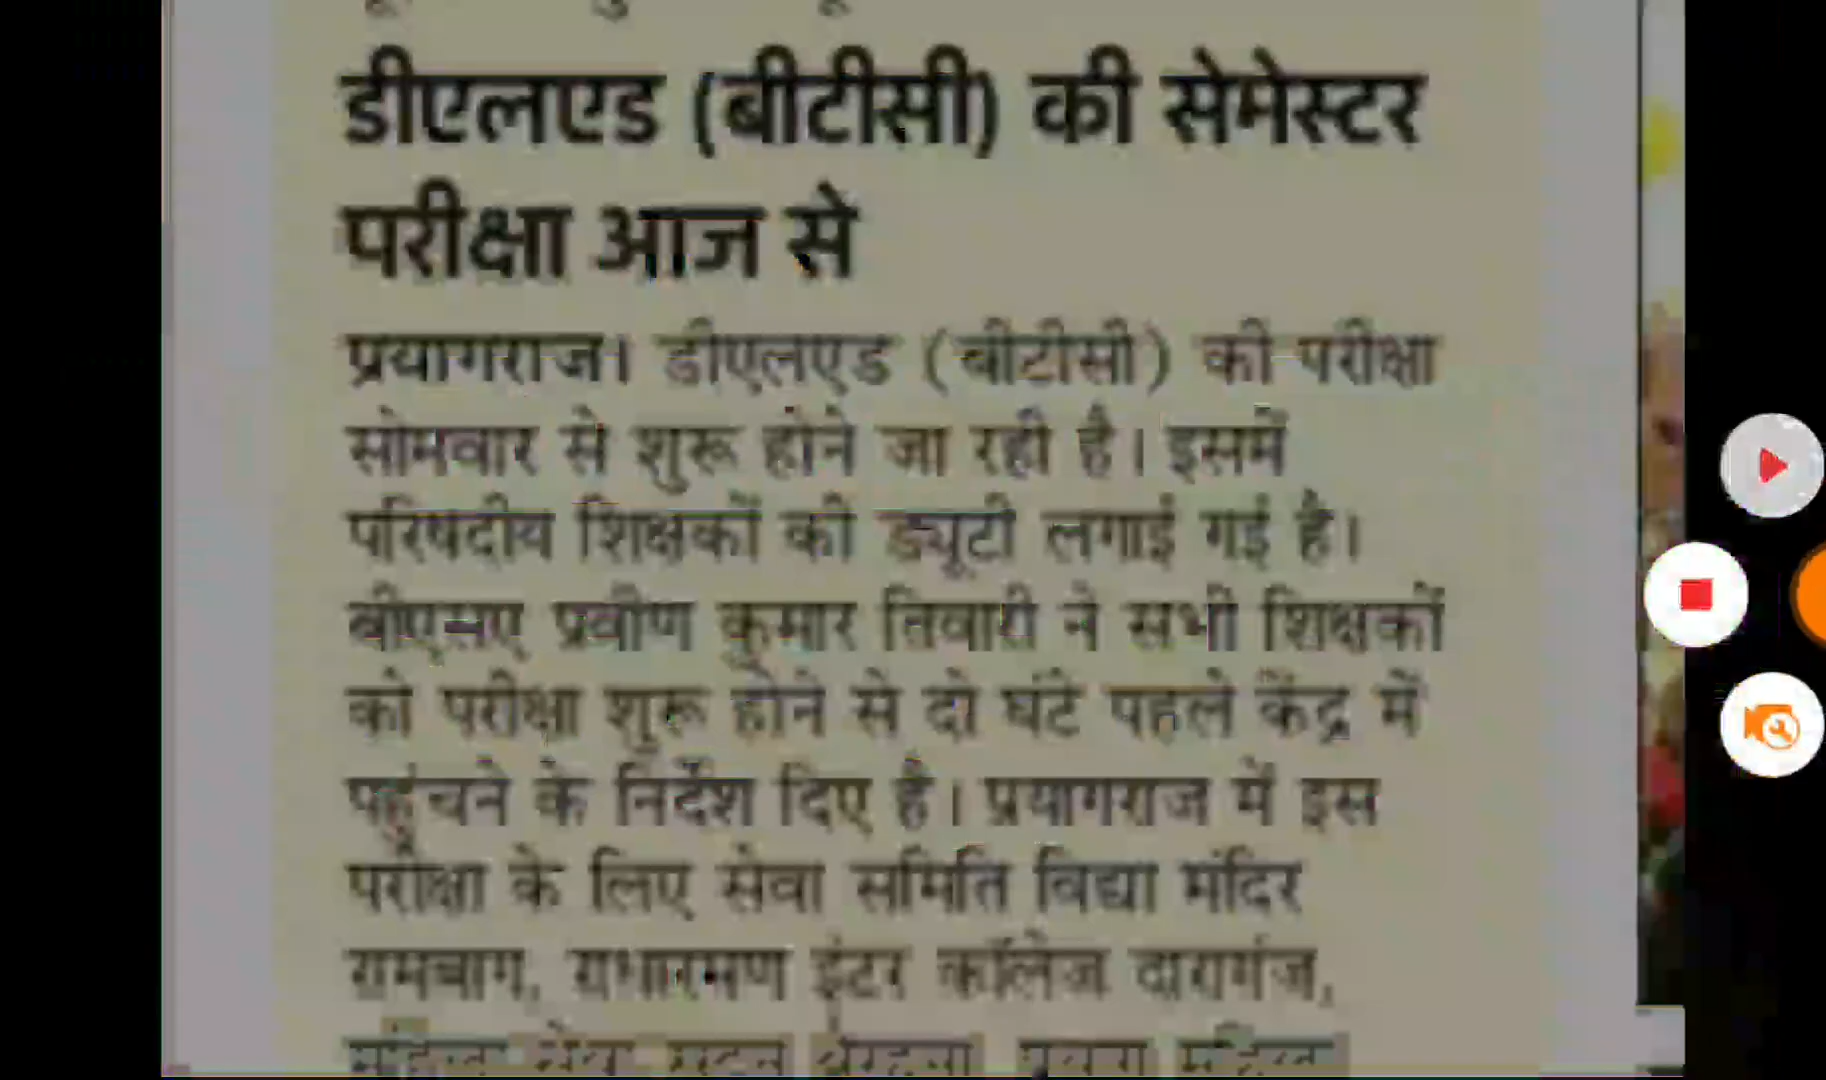 डीएलएड (बीटीसी) की सेमेस्टर
परीक्षा आज से
प्रयागराज। डीएलएड (बीटीसी) की परीक्षा
सोमवार से शुरू होने जा रही है। इसमें
परिषदीय शिक्षकों की ड्यूटी लगाई गई है।
बीएसए प्रवीण कुमार तिवारी ने सभी शिक्षकों
को परीक्षा शुरू होने से दो घंटे पहले केंद्र में
पहुंचने के निर्देश दिए हैं। प्रयागराज में इस
परीक्षा के लिए सेवा समिति विद्या मंदिर
रामबाग, राधारमण इंटर कॉलेज दारागंज,